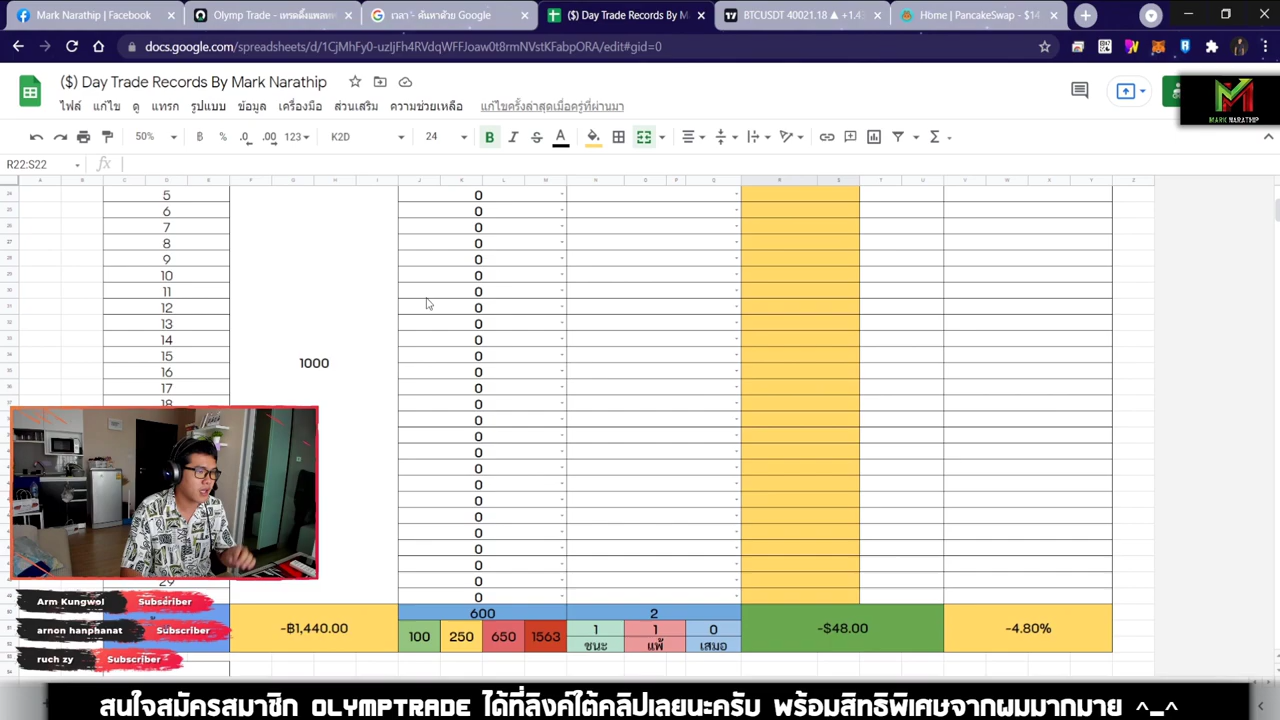 Mark Narathip | Facebook
Olymp Trade - เทรดดิ้งแพลท
เวลา - ค้นหาด้วย Google
($) Day Trade Records By M
BTCUSDT 40021.18 ▲ +1.4
Home | PancakeSwap - $14
docs.google.com/spreadsheets/d/1CjMhFy0-uzIjFh4RVdqWFFJoaw0t8rmNVstKFabpORA/edit#gid=0
($) Day Trade Records By Mark Narathip
ไฟล์ แก้ไข ดู แทรก รูปแบบ ข้อมูล เครื่องมือ ส่วนเสริม ความช่วยเหลือ แก้ไขครั้งล่าสุดเมื่อครู่ที่ผ่านมา
MARK NARATHIP
50% ฿ % .0 .00 123 K2D 24 B I S A Σ
R22:S22 fx
A B C D E F G H I J K L M N O P Q R S T U V W X Y Z
5 0
6 0
7 0
8 0
9 0
10 0
11 0
12 0
13 0
14 0
15 0
1000
16 0
17 0
18 0
0
0
0
0
0
0
0
0
0
0
29 0
0
Arm Kungwol Subscriber
arnon hanphanat Subscriber
ruch zy Subscriber
-฿1,440.00
600 2
100 250 650 1563 1 1 0
ชนะ แพ้ เสมอ
-$48.00
-4.80%
สนใจสมัครสมาชิก OLYMPTRADE ได้ที่ลิงค์ใต้คลิปเลยนะครับ พร้อมสิทธิพิเศษจากผมมากมาย ^_^